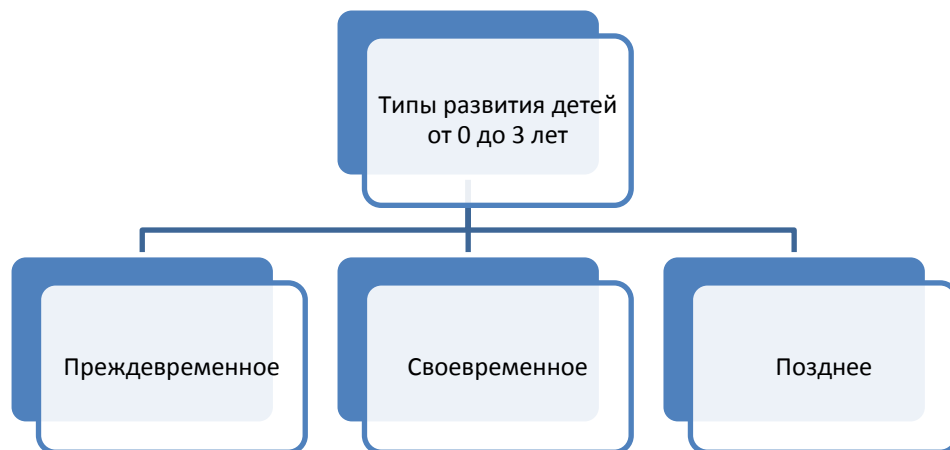 Типы развития детей
от 0 до 3 лет
Преждевременное
Своевременное
Позднее